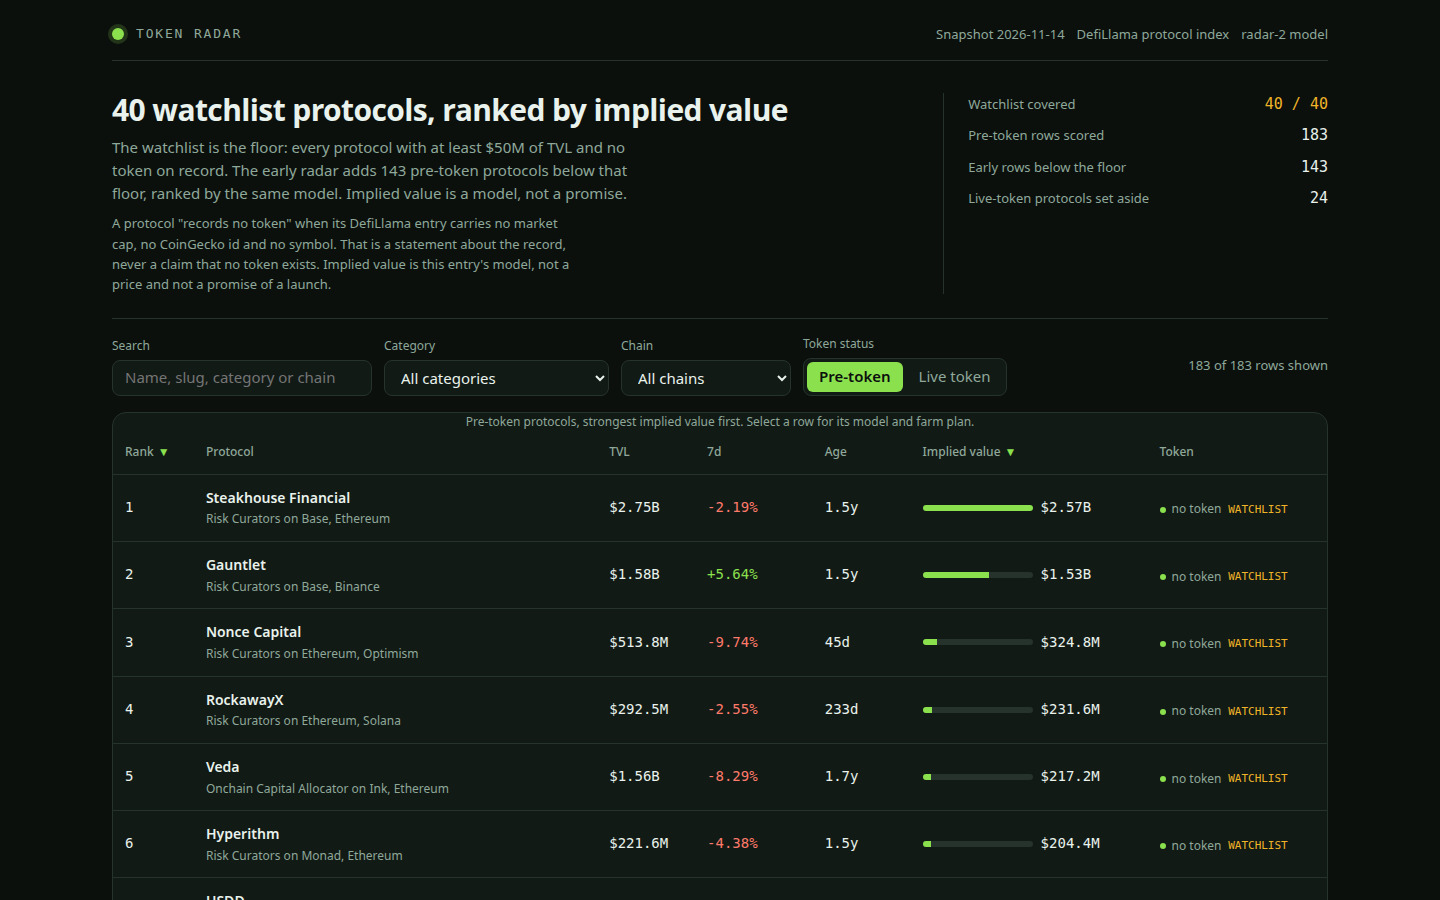 TOKEN RADAR
Snapshot 2026-11-14 DefiLlama protocol index radar-2 model
40 watchlist protocols, ranked by implied value
The watchlist is the floor: every protocol with at least $50M of TVL and no
token on record. The early radar adds 143 pre-token protocols below that
floor, ranked by the same model. Implied value is a model, not a promise.
A protocol "records no token" when its DefiLlama entry carries no market
cap, no CoinGecko id and no symbol. That is a statement about the record,
never a claim that no token exists. Implied value is this entry's model, not a
price and not a promise of a launch.
Watchlist covered 40 / 40
Pre-token rows scored 183
Early rows below the floor 143
Live-token protocols set aside 24
Search
Name, slug, category or chain
Category
All categories
Chain
All chains
Token status
Pre-token Live token
183 of 183 rows shown
Pre-token protocols, strongest implied value first. Select a row for its model and farm plan.
Rank ▼ Protocol TVL 7d Age Implied value ▼ Token
1 Steakhouse Financial $2.75B -2.19% 1.5y $2.57B no token WATCHLIST
Risk Curators on Base, Ethereum
2 Gauntlet $1.58B +5.64% 1.5y $1.53B no token WATCHLIST
Risk Curators on Base, Binance
3 Nonce Capital $513.8M -9.74% 45d $324.8M no token WATCHLIST
Risk Curators on Ethereum, Optimism
4 RockawayX $292.5M -2.55% 233d $231.6M no token WATCHLIST
Risk Curators on Ethereum, Solana
5 Veda $1.56B -8.29% 1.7y $217.2M no token WATCHLIST
Onchain Capital Allocator on Ink, Ethereum
6 Hyperithm $221.6M -4.38% 1.5y $204.4M no token WATCHLIST
Risk Curators on Monad, Ethereum